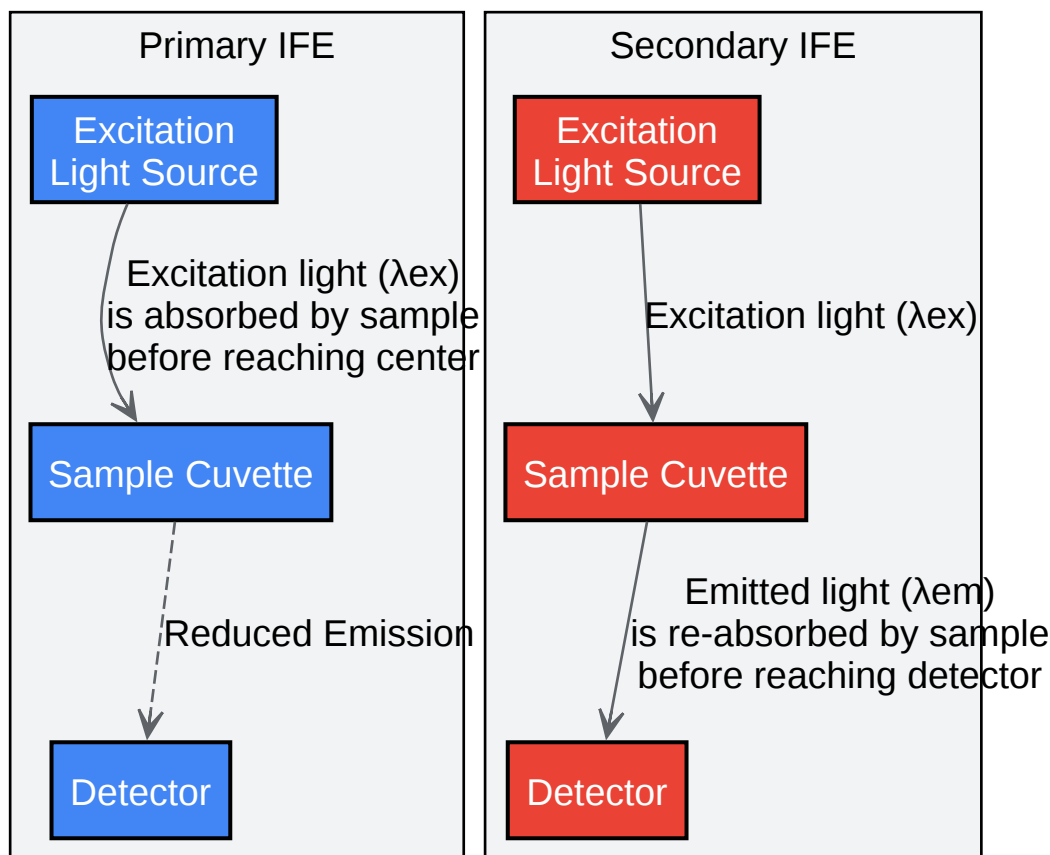 Primary IFE
Excitation
Light Source
Excitation light (λex)
is absorbed by sample
before reaching center
Sample Cuvette
Reduced Emission
Detector
Secondary IFE
Excitation
Light Source
Excitation light (λex)
Sample Cuvette
Emitted light (λem)
is re-absorbed by sample
before reaching detector
Detector